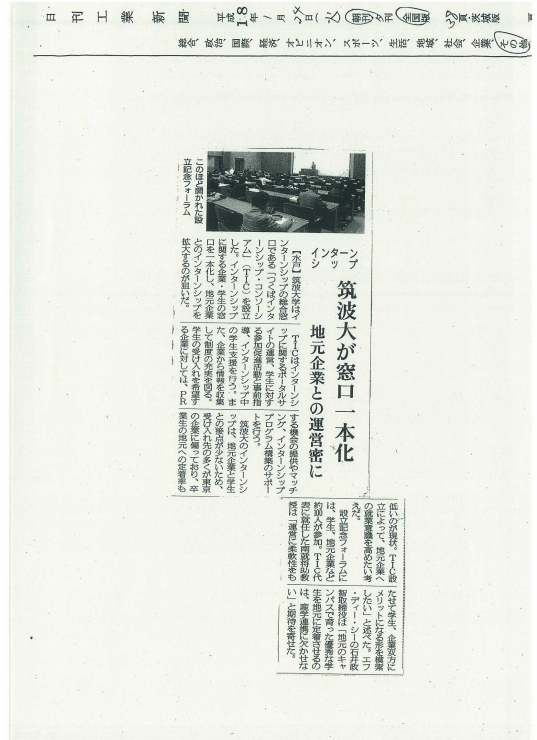 日刊工業新聞 平成18年1月 日( ) 朝刊 夕刊 全国版 茨城版
総合、政治、国際、経済、オピニオン、スポーツ、生活、地域、社会、企業、その他
このほど開かれた設
立記念フォーラム
インターンシップ
筑波大が窓口一本化
地元企業との運営密に
【水戸】筑波大学はイ
ンターンシップの総合窓
口である「つくばインタ
ーンシップ・コンソーシ
アム」(TIC)を設立
した。インターンシップ
に関する企業・学生の窓
口を一本化し、地元企業
とのインターンシップを
拡大するのが狙いだ。
TICはインターンシ
ップに関するポータルサ
イトの運営、学生に対す
る参加促進活動と事前指
導、インターンシップ中
の学生支援を行う。ま
た、企業から情報を収集
して制度の充実を図る。
学生の受け入れを希望す
る企業に対しては、PR
する機会の提供やマッチ
ング、インターンシップ
プログラム構築のサポー
トを行う。
筑波大のインターンシ
ップは、地元企業と学生
との接点が少ないため、
受け入れ先の多くが東京
の企業に偏っており、卒
業生の地元への定着率も
低いのが現状。TIC設
立によって、地元企業へ
の就業意識を高めたい考
えだ。
設立記念フォーラムに
は、学生、地元企業など
約100人が参加。TIC代
表に就任した南就将助教
授は「運営に柔軟性をも
たせて学生、企業双方に
メリットになる形を模索
したい」と述べた。エフ
・ディー・シーの石井政
智取締役は「地元のキャ
ンパスで育った優秀な学
生を地元に定着させるの
は、産学連携に欠かせな
い」と期待を寄せた。